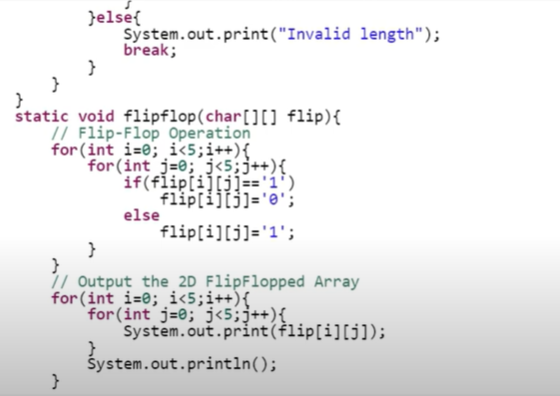 }
}else{
System.out.print("Invalid length");
break;
}
}
}
static void flipflop(char[][] flip){
// Flip-Flop Operation
for(int i=0; i<5;i++){
for(int j=0; j<5;j++){
if(flip[i][j]=='1')
flip[i][j]='0';
else
flip[i][j]='1';
}
}
// Output the 2D FlipFlopped Array
for(int i=0; i<5;i++){
for(int j=0; j<5;j++){
System.out.print(flip[i][j]);
}
System.out.println();
}